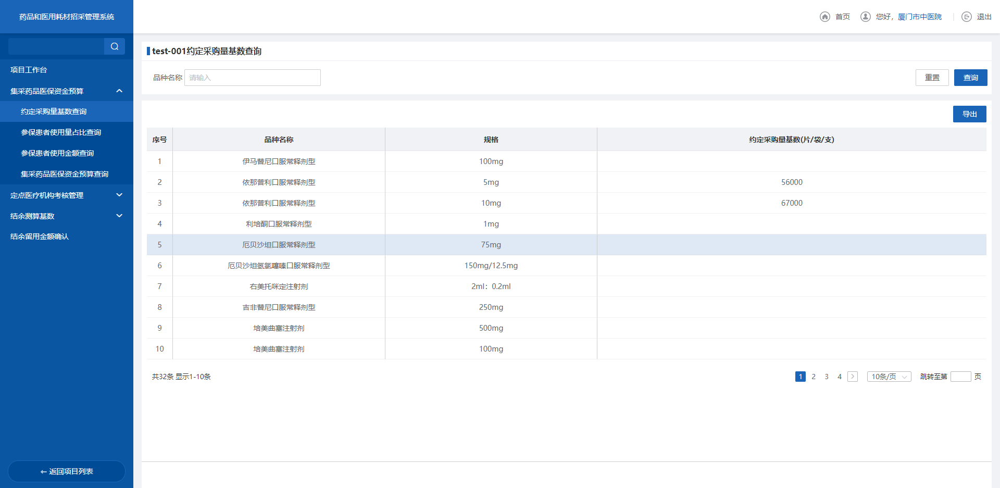 药品和医用耗材招采管理系统
首页 您好，厦门市中医院 退出
项目工作台
集采药品医保资金预算
约定采购量基数查询
参保患者使用量占比查询
参保患者使用金额查询
集采药品医保资金预算查询
定点医疗机构考核管理
结余测算基数
结余留用金额确认
返回项目列表
test-001约定采购量基数查询
品种名称 请输入 重置 查询
导出
序号 品种名称 规格 约定采购量基数(片/袋/支)
1 伊马替尼口服常释剂型 100mg
2 依那普利口服常释剂型 5mg 56000
3 依那普利口服常释剂型 10mg 67000
4 利培酮口服常释剂型 1mg
5 厄贝沙坦口服常释剂型 75mg
6 厄贝沙坦氢氯噻嗪口服常释剂型 150mg/12.5mg
7 右美托咪定注射剂 2ml：0.2ml
8 吉非替尼口服常释剂型 250mg
9 培美曲塞注射剂 500mg
10 培美曲塞注射剂 100mg
共32条 显示1-10条 1 2 3 4 10条/页 跳转至第 页